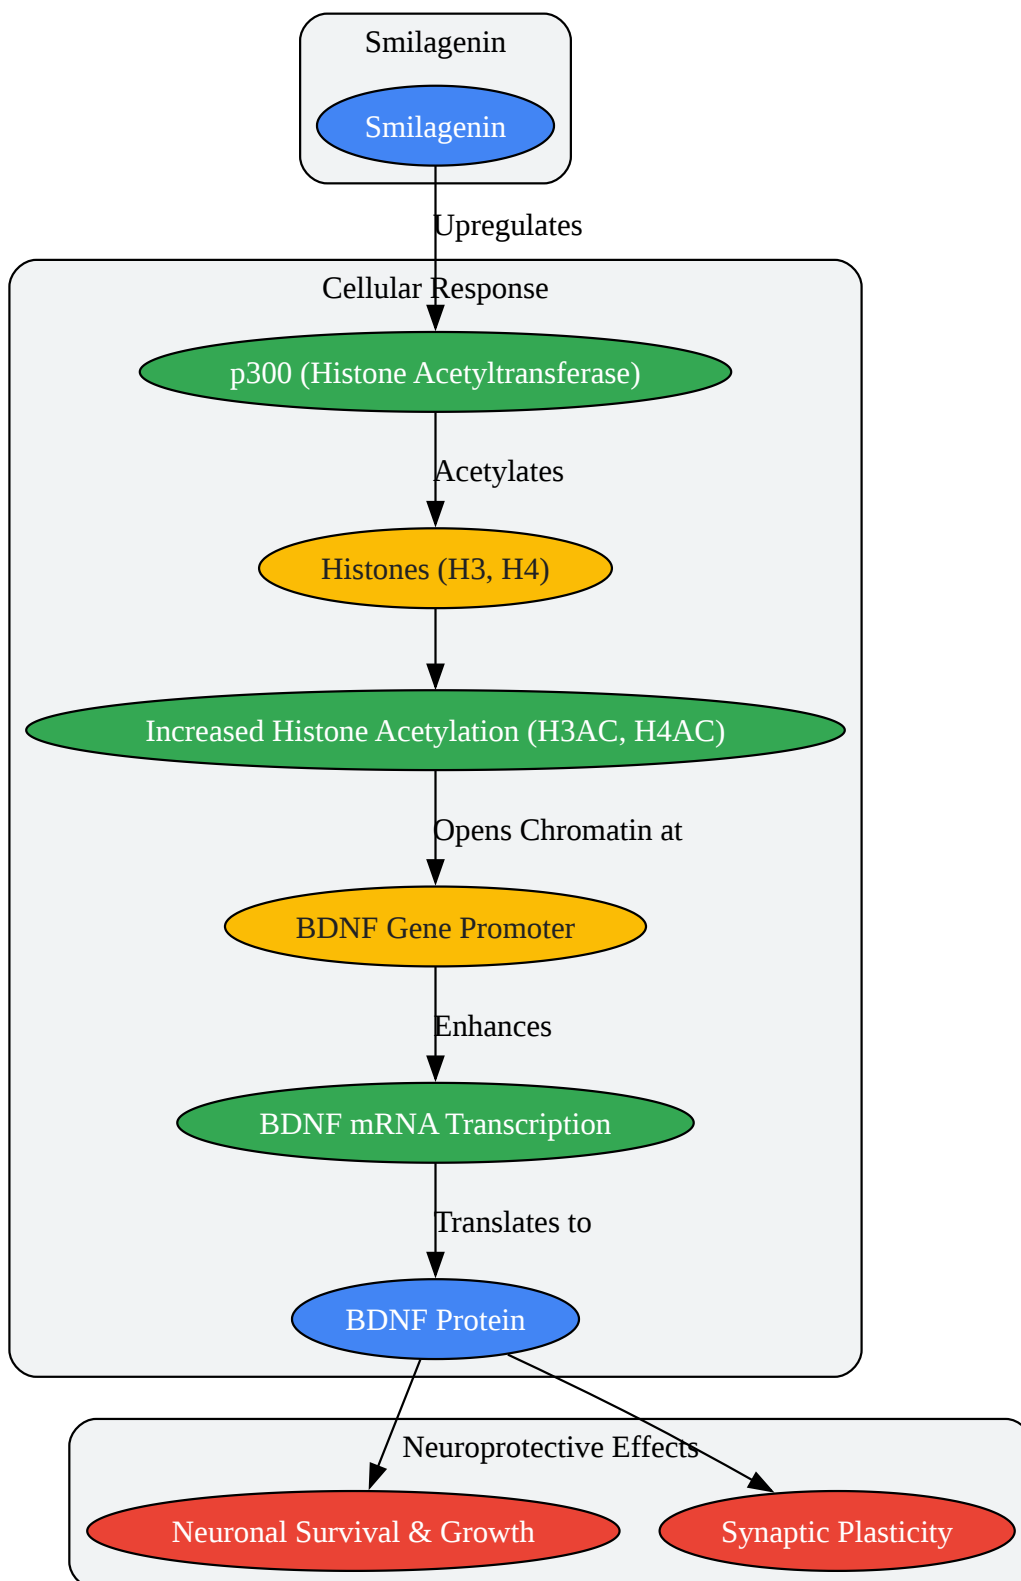 Smilagenin
Smilagenin
Upregulates
Cellular Response
p300 (Histone Acetyltransferase)
Acetylates
Histones (H3, H4)
Increased Histone Acetylation (H3AC, H4AC)
Opens Chromatin at
BDNF Gene Promoter
Enhances
BDNF mRNA Transcription
Translates to
BDNF Protein
Neuroprotective Effects
Neuronal Survival & Growth
Synaptic Plasticity